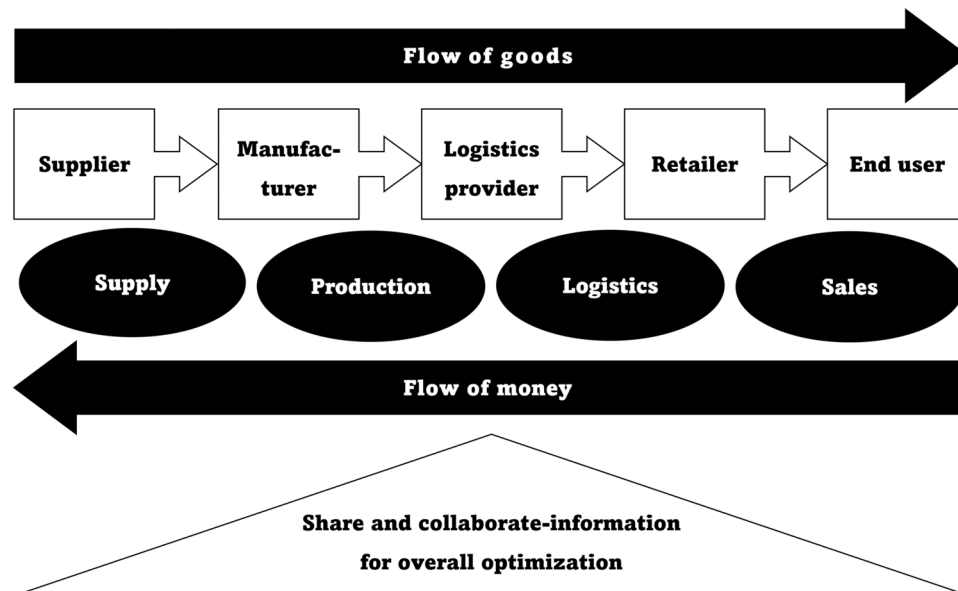 Flow of goods
Supplier
Manufac-
turer
Logistics
provider
Retailer
End user
Supply
Production
Logistics
Sales
Flow of money
Share and collaborate-information
for overall optimization